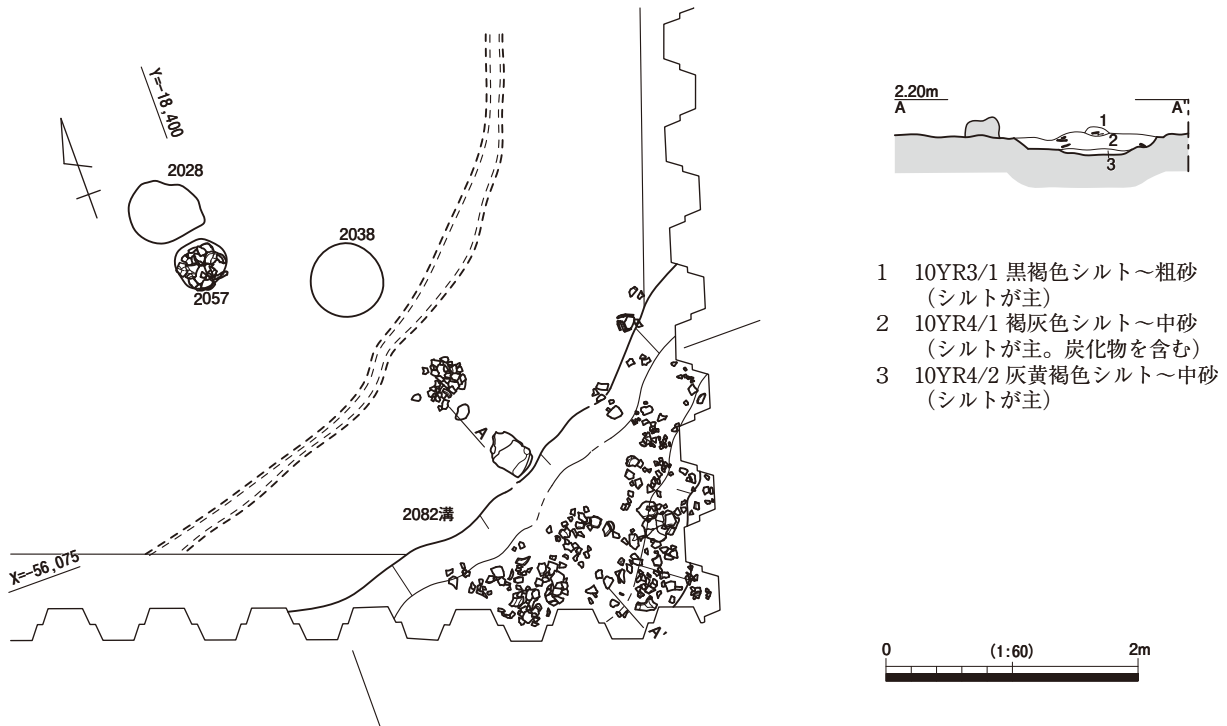 Y=-18,400
2028
2038
2057
A
2082溝
X=-56,075
A'
2.20m
A
A'
1
2
3
1 10YR3/1 黒褐色シルト～粗砂
（シルトが主）
2 10YR4/1 褐灰色シルト～中砂
（シルトが主。炭化物を含む）
3 10YR4/2 灰黄褐色シルト～中砂
（シルトが主）
0 (1:60) 2m